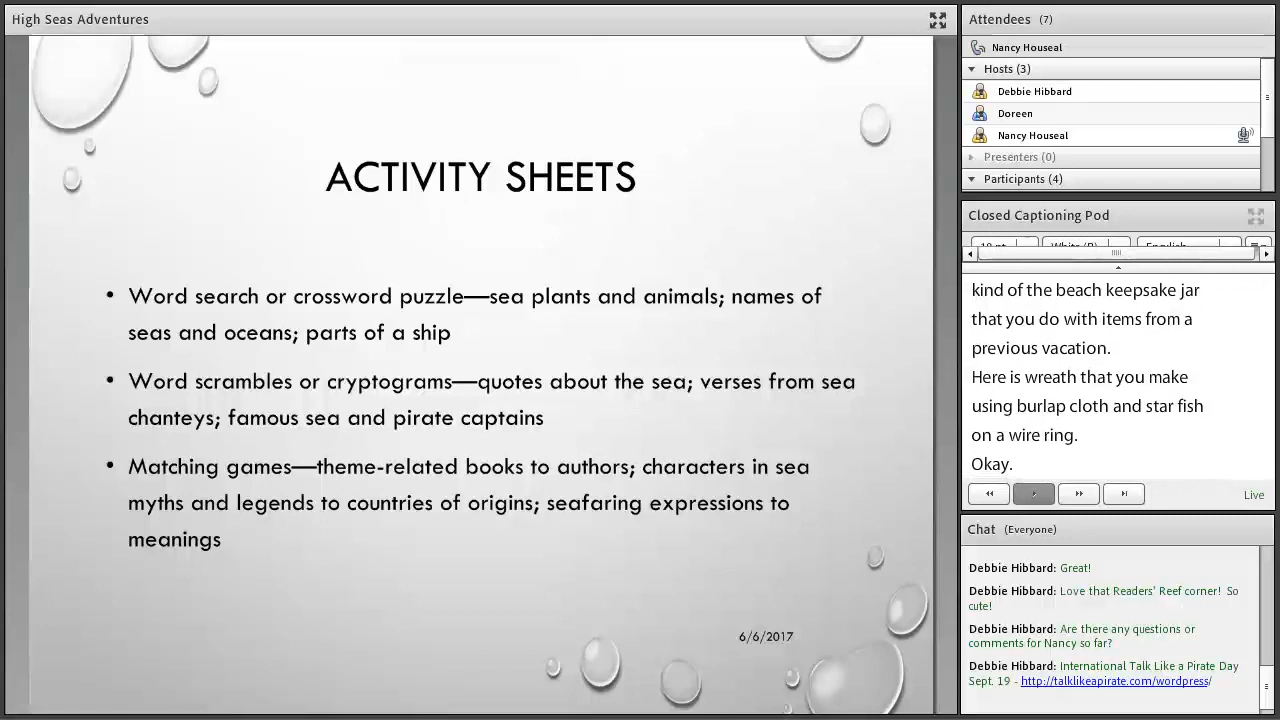 High Seas Adventures
ACTIVITY SHEETS
• Word search or crossword puzzle—sea plants and animals; names of
seas and oceans; parts of a ship
• Word scrambles or cryptograms—quotes about the sea; verses from sea
chanteys; famous sea and pirate captains
• Matching games—theme-related books to authors; characters in sea
myths and legends to countries of origins; seafaring expressions to
meanings
6/6/2017
Attendees (7)
Nancy Houseal
Hosts (3)
Debbie Hibbard
Doreen
Nancy Houseal
Presenters (0)
Participants (4)
Closed Captioning Pod
English
kind of the beach keepsake jar
that you do with items from a
previous vacation.
Here is wreath that you make
using burlap cloth and star fish
on a wire ring.
Okay.
Live
Chat (Everyone)
Debbie Hibbard: Great!
Debbie Hibbard: Love that Readers' Reef corner! So
cute!
Debbie Hibbard: Are there any questions or
comments for Nancy so far?
Debbie Hibbard: International Talk Like a Pirate Day
Sept. 19 - http://talklikeapirate.com/wordpress/